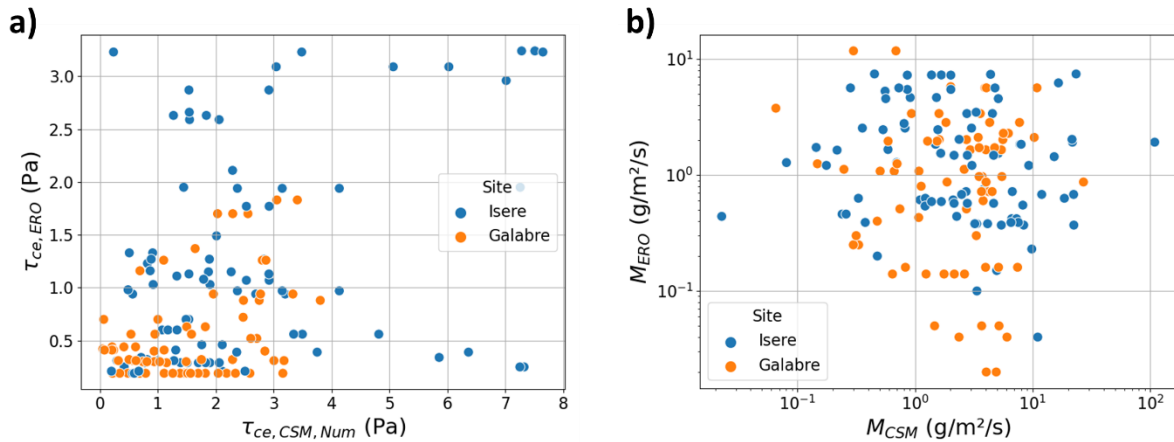 a)
τce,ERO (Pa)
3.0
2.5
2.0
1.5
1.0
0.5
0 1 2 3 4 5 6 7 8
τce,CSM,Num (Pa)
Site
Isere
Galabre
b)
MERO (g/m²/s)
10¹
10⁰
10⁻¹
10⁻¹ 10⁰ 10¹ 10²
MCSM (g/m²/s)
Site
Isere
Galabre